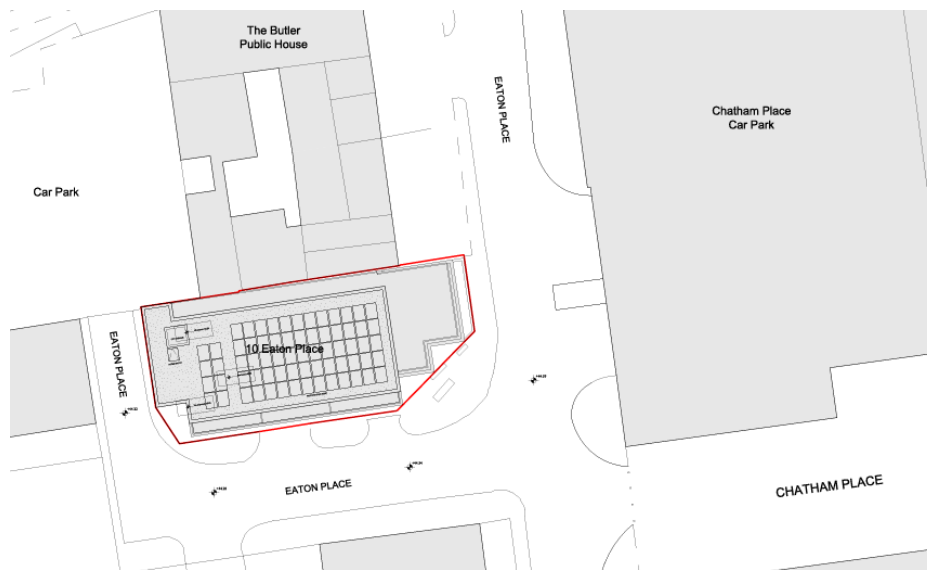 The Butler
Public House
EATON PLACE
Chatham Place
Car Park
Car Park
EATON PLACE
10 Eaton Place
EATON PLACE
CHATHAM PLACE